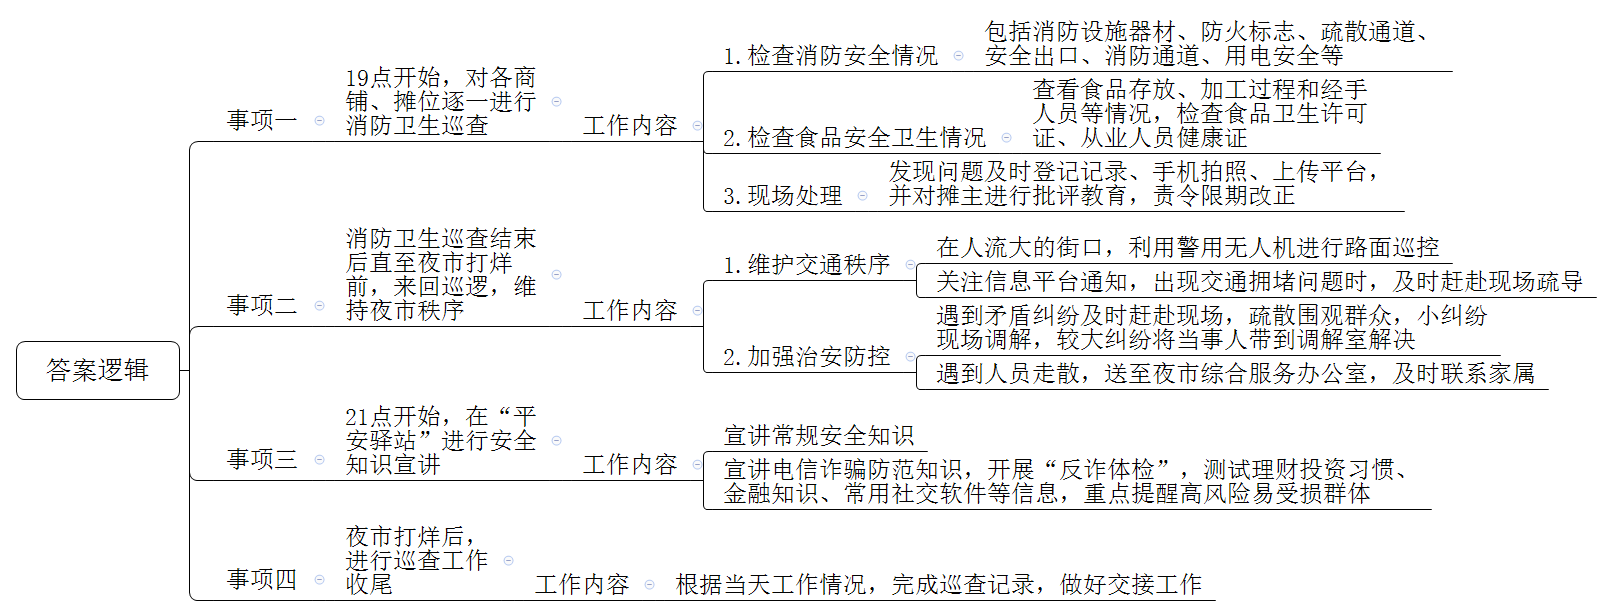 答案逻辑
事项一
19点开始，对各商
铺、摊位逐一进行
消防卫生巡查
工作内容
1.检查消防安全情况
包括消防设施器材、防火标志、疏散通道、
安全出口、消防通道、用电安全等
2.检查食品安全卫生情况
查看食品存放、加工过程和经手
人员等情况，检查食品卫生许可
证、从业人员健康证
3.现场处理
发现问题及时登记记录、手机拍照、上传平台，
并对摊主进行批评教育，责令限期改正
事项二
消防卫生巡查结束
后直至夜市打烊
前，来回巡逻，维
持夜市秩序
工作内容
1.维护交通秩序
在人流大的街口，利用警用无人机进行路面巡控
关注信息平台通知，出现交通拥堵问题时，及时赶赴现场疏导
2.加强治安防控
遇到矛盾纠纷及时赶赴现场，疏散围观群众，小纠纷
现场调解，较大纠纷将当事人带到调解室解决
遇到人员走散，送至夜市综合服务办公室，及时联系家属
事项三
21点开始，在“平
安驿站”进行安全
知识宣讲
工作内容
宣讲常规安全知识
宣讲电信诈骗防范知识，开展“反诈体检”，测试理财投资习惯、
金融知识、常用社交软件等信息，重点提醒高风险易受损群体
事项四
夜市打烊后，
进行巡查工作
收尾
工作内容
根据当天工作情况，完成巡查记录，做好交接工作